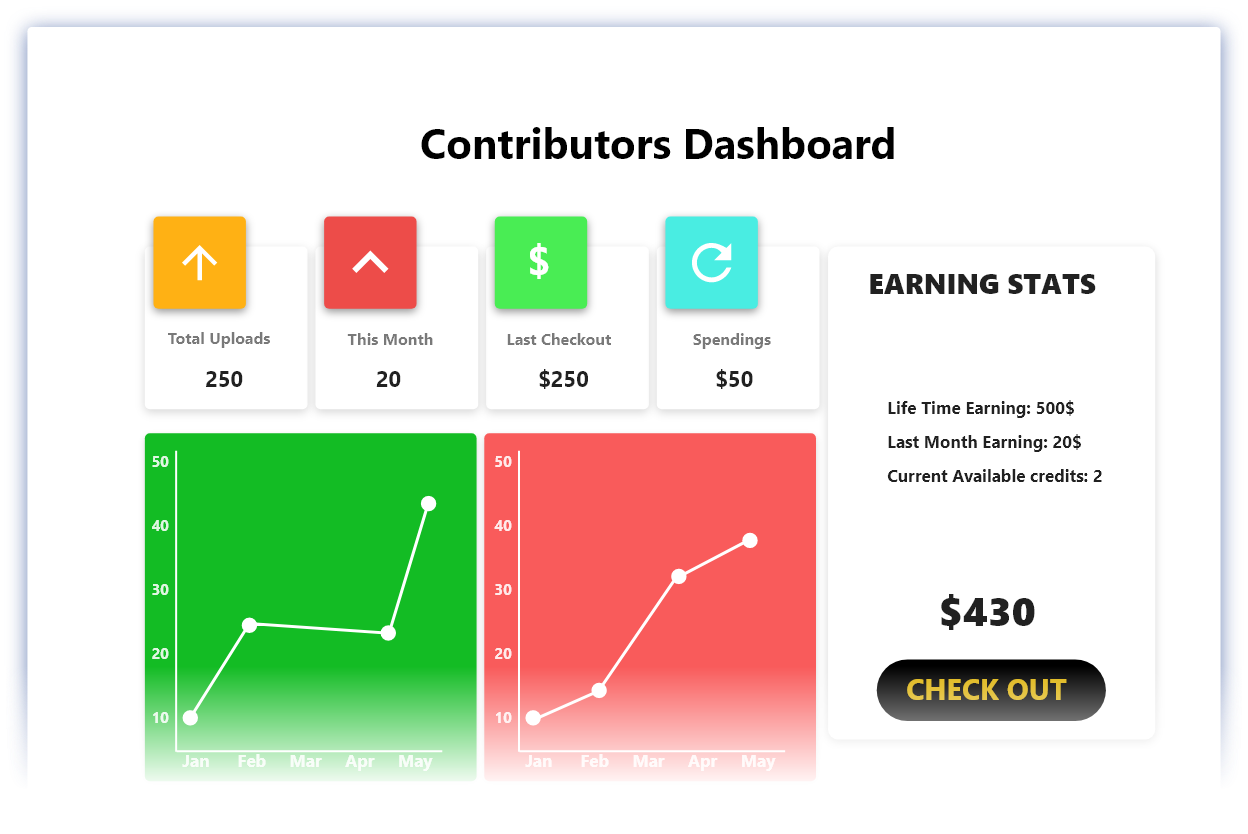 Contributors Dashboard
$
Total Uploads
250
This Month
20
Last Checkout
$250
Spendings
$50
50
40
30
20
10
Jan Feb Mar Apr May
50
40
30
20
10
Jan Feb Mar Apr May
EARNING STATS
Life Time Earning: 500$
Last Month Earning: 20$
Current Available credits: 2
$430
CHECK OUT